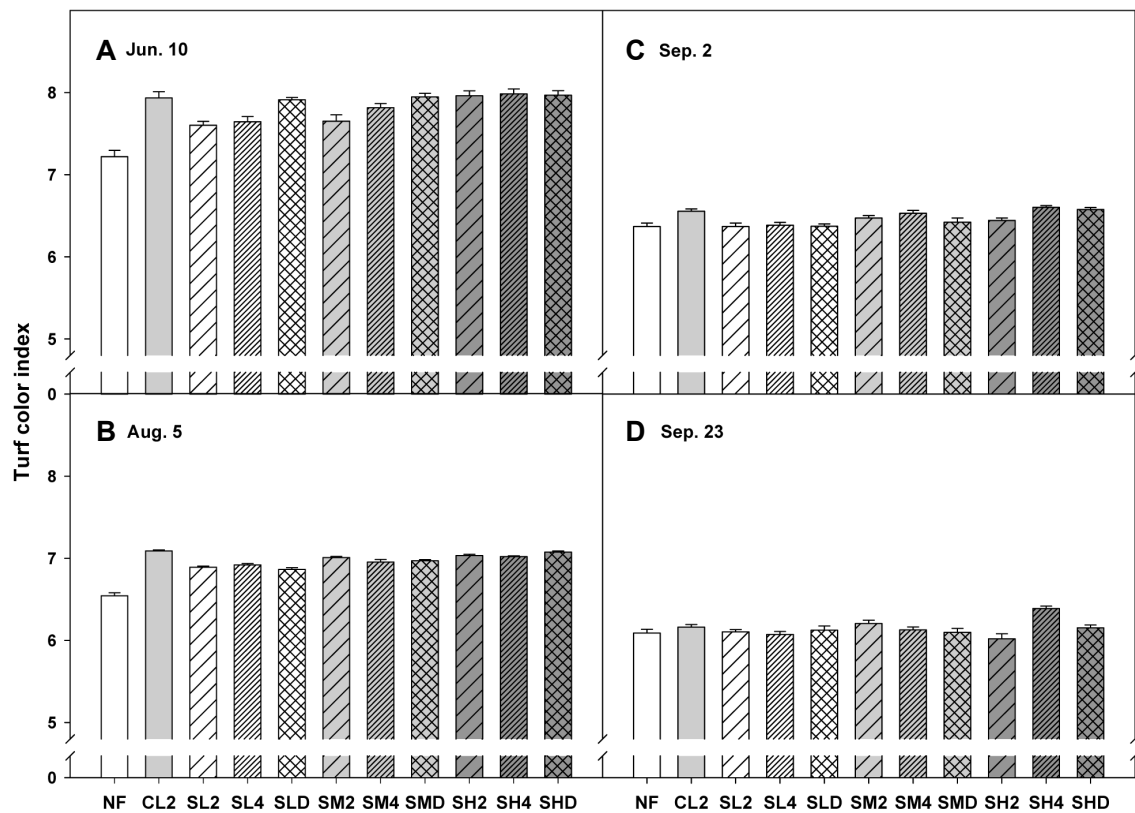 A Jun. 10
C Sep. 2
8
7
6
5
0
Turf color index
B Aug. 5
D Sep. 23
8
7
6
5
0
NF CL2 SL2 SL4 SLD SM2 SM4 SMD SH2 SH4 SHD
NF CL2 SL2 SL4 SLD SM2 SM4 SMD SH2 SH4 SHD